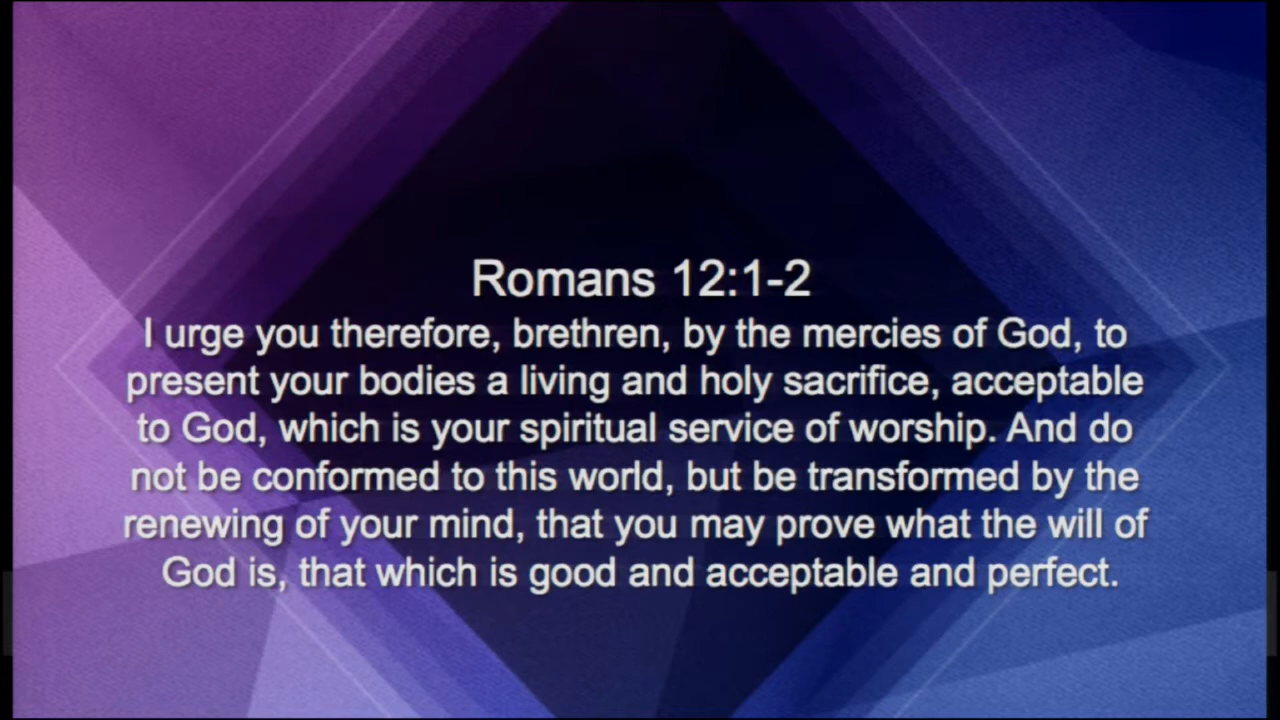 Romans 12:1-2
I urge you therefore, brethren, by the mercies of God, to
present your bodies a living and holy sacrifice, acceptable
to God, which is your spiritual service of worship. And do
not be conformed to this world, but be transformed by the
renewing of your mind, that you may prove what the will of
God is, that which is good and acceptable and perfect.